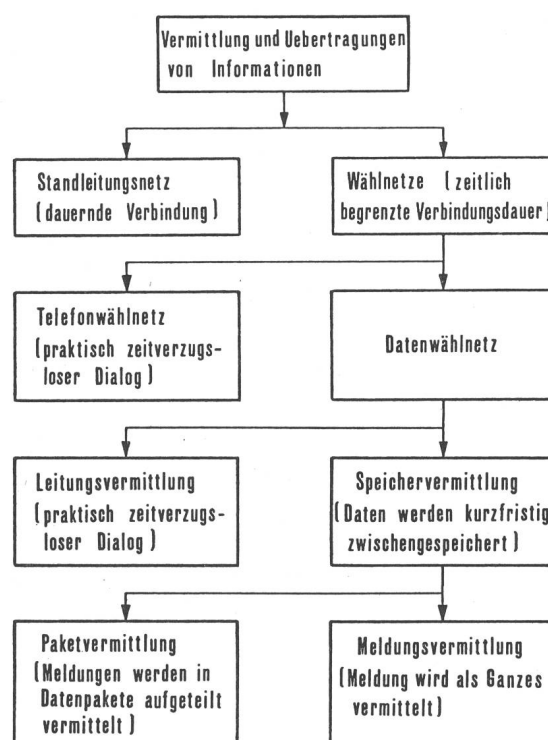 Vermittlung und Uebertragungen
von Informationen
Standleitungsnetz
(dauernde Verbindung)
Wählnetze (zeitlich
begrenzte Verbindungsdauer)
Telefonwählnetz
(praktisch zeitverzugs-
loser Dialog)
Datenwählnetz
Leitungsvermittlung
(praktisch zeitverzugs-
loser Dialog)
Speichervermittlung
(Daten werden kurzfristig
zwischengespeichert)
Paketvermittlung
(Meldungen werden in
Datenpakete aufgeteilt
vermittelt)
Meldungsvermittlung
(Meldung wird als Ganzes
vermittelt)